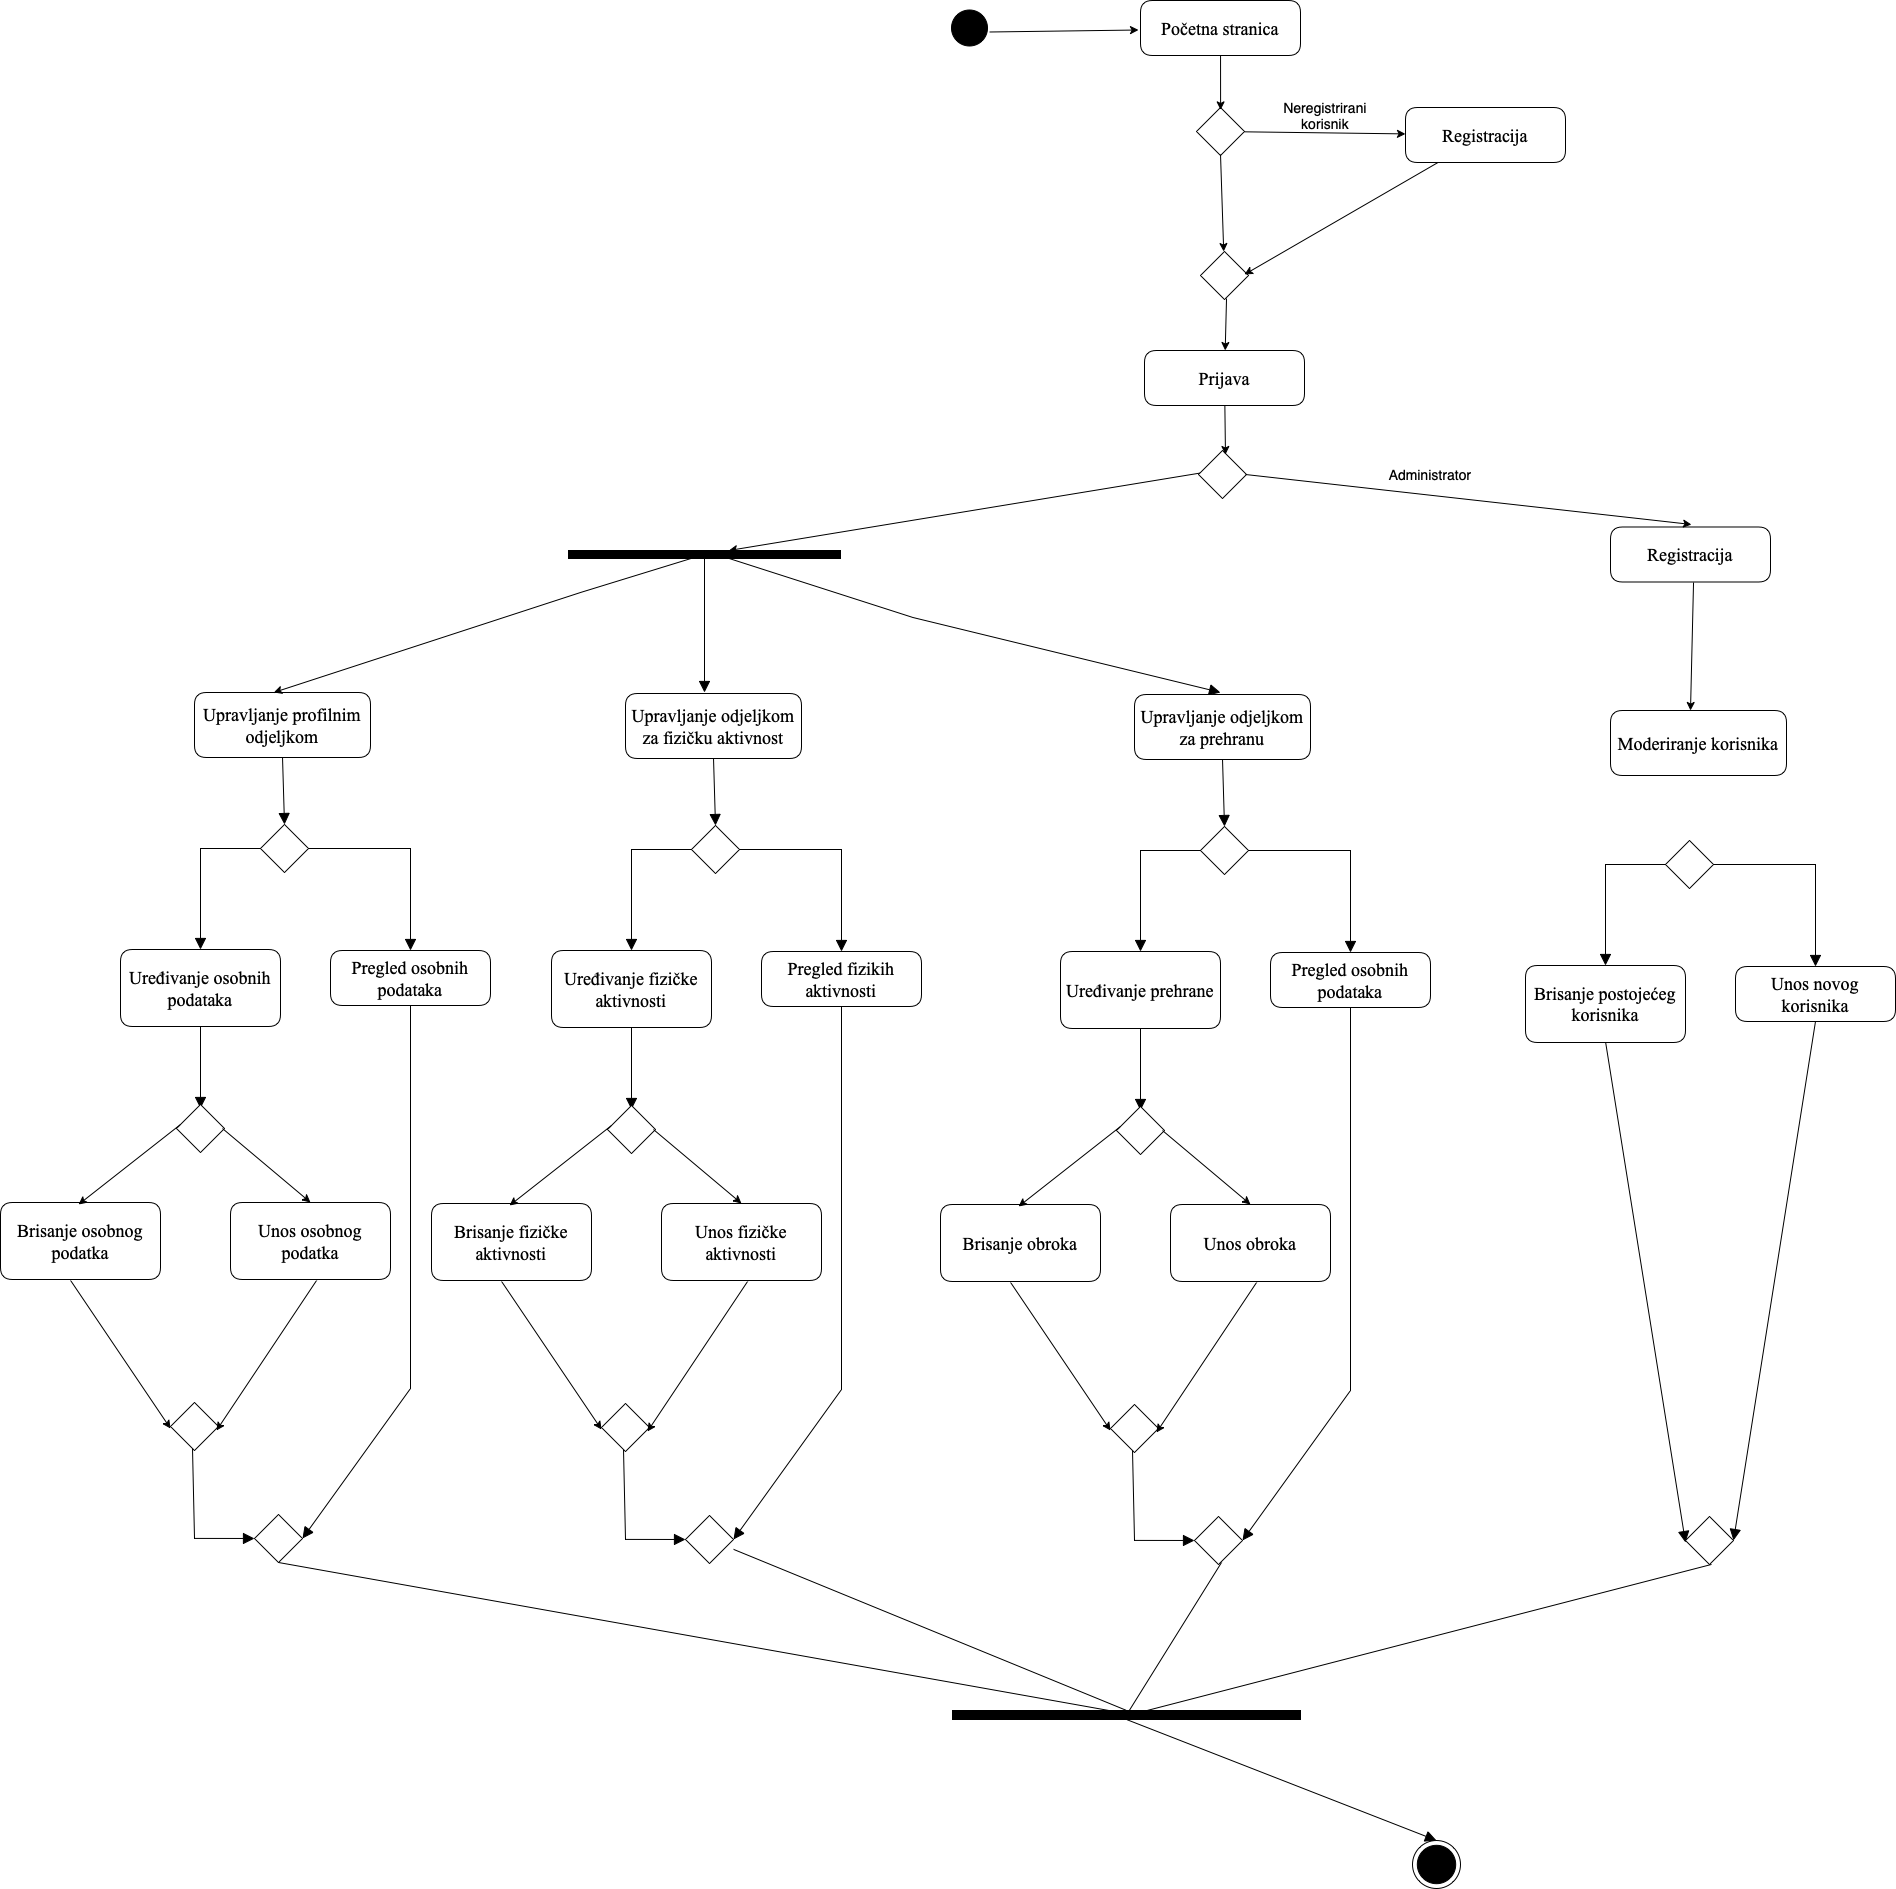 Početna stranica
Neregistrirani
korisnik
Registracija
Prijava
Administrator
Registracija
Upravljanje profilnim
odjeljkom
Upravljanje odjeljkom
za fizičku aktivnost
Upravljanje odjeljkom
za prehranu
Moderiranje korisnika
Uređivanje osobnih
podataka
Pregled osobnih
podataka
Uređivanje fizičke
aktivnosti
Pregled fizikih
aktivnosti
Uređivanje prehrane
Pregled osobnih
podataka
Brisanje postojećeg
korisnika
Unos novog
korisnika
Brisanje osobnog
podatka
Unos osobnog
podatka
Brisanje fizičke
aktivnosti
Unos fizičke
aktivnosti
Brisanje obroka
Unos obroka